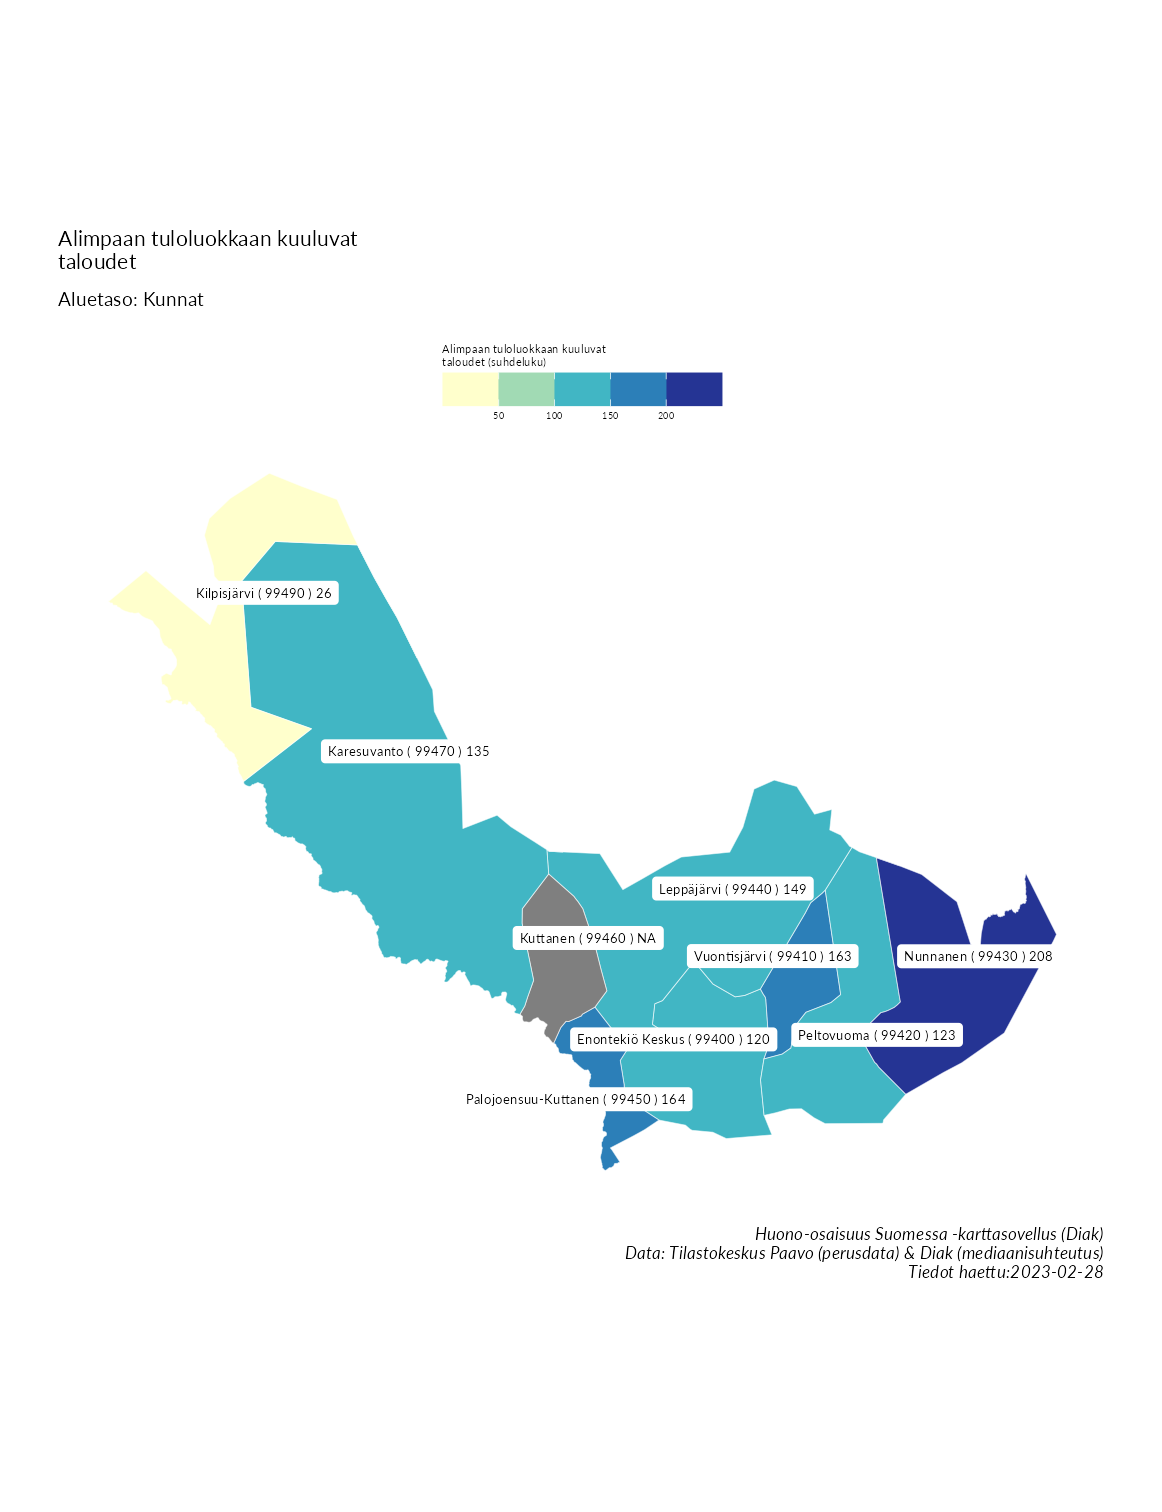 Alimpaan tuloluokkaan kuuluvat
taloudet
Aluetaso: Kunnat
Alimpaan tuloluokkaan kuuluvat
taloudet (suhdeluku)
50 100 150 200
Kilpisjärvi ( 99490 ) 26
Karesuvanto ( 99470 ) 135
Leppäjärvi ( 99440 ) 149
Kuttanen ( 99460 ) NA
Vuontisjärvi ( 99410 ) 163
Nunnanen ( 99430 ) 208
Enontekiö Keskus ( 99400 ) 120
Peltovuoma ( 99420 ) 123
Palojoensuu-Kuttanen ( 99450 ) 164
Huono-osaisuus Suomessa -karttasovellus (Diak)
Data: Tilastokeskus Paavo (perusdata) & Diak (mediaanisuhteutus)
Tiedot haettu:2023-02-28